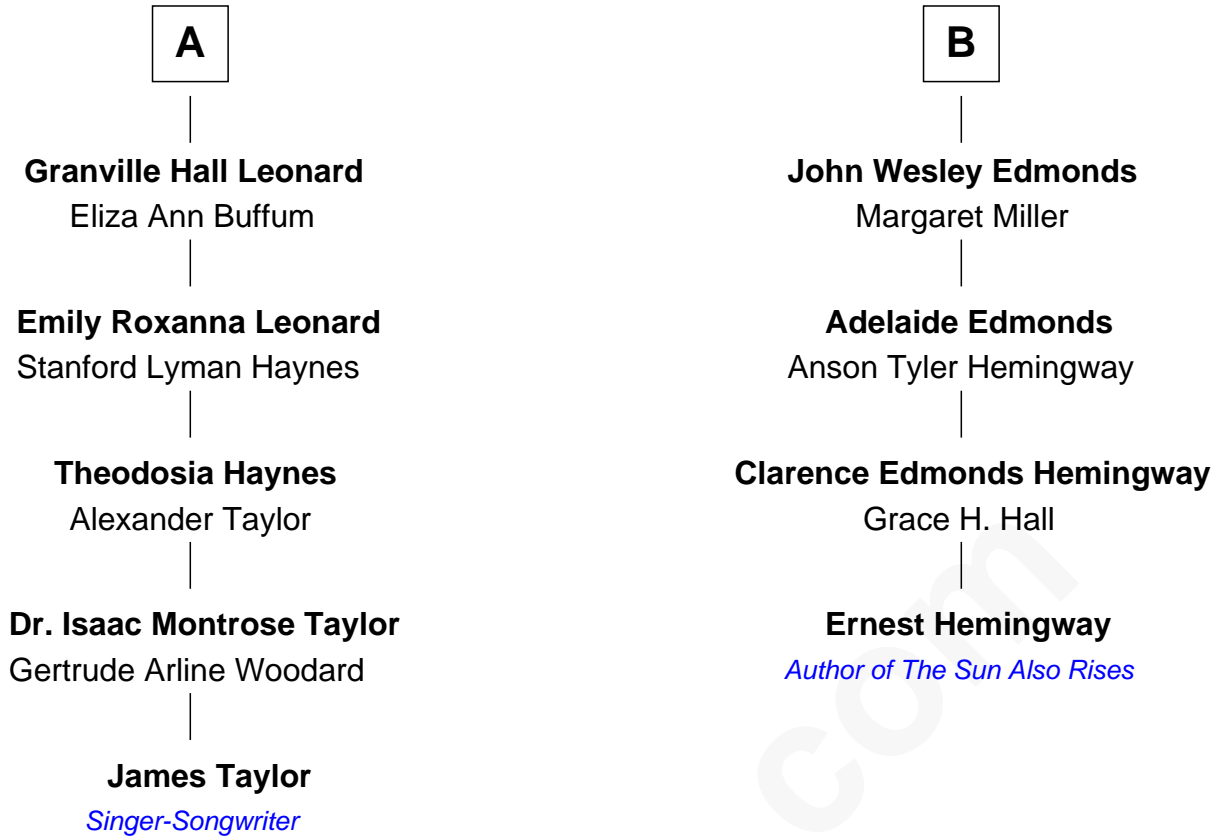 A
Granville Hall Leonard
Eliza Ann Buffum
Emily Roxanna Leonard
Stanford Lyman Haynes
Theodosia Haynes
Alexander Taylor
Dr. Isaac Montrose Taylor
Gertrude Arline Woodard
James Taylor
Singer-Songwriter
B
John Wesley Edmonds
Margaret Miller
Adelaide Edmonds
Anson Tyler Hemingway
Clarence Edmonds Hemingway
Grace H. Hall
Ernest Hemingway
Author of The Sun Also Rises
com